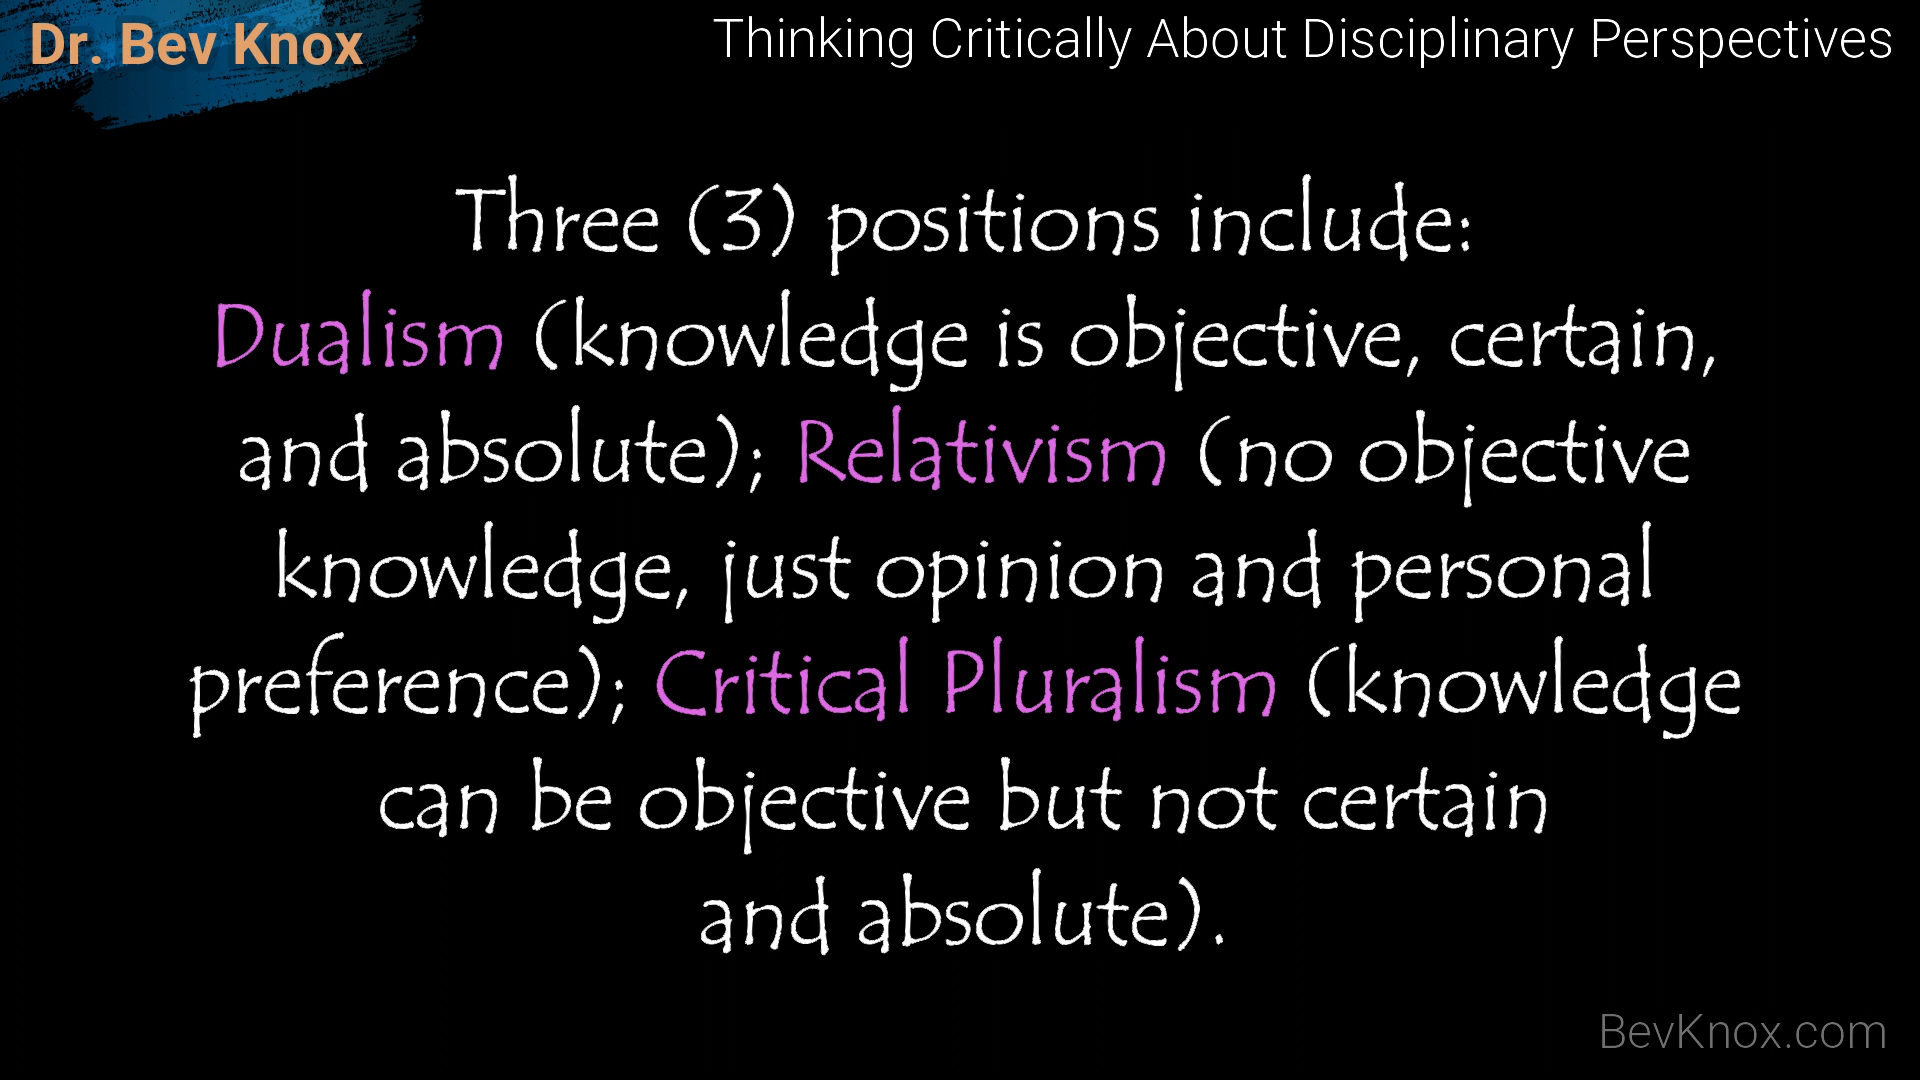 Dr. Bev Knox
Thinking Critically About Disciplinary Perspectives
Three (3) positions include:
Dualism (knowledge is objective, certain,
and absolute); Relativism (no objective
knowledge, just opinion and personal
preference); Critical Pluralism (knowledge
can be objective but not certain
and absolute).
BevKnox.com